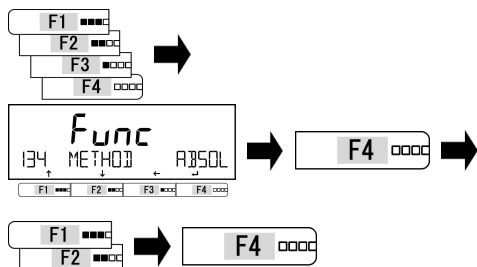 F1
F2
F3
F4
Func
134 METHOD ABSOL
↑ ↓ ← ↵
F1 F2 F3 F4
F4
F1
F2
F4